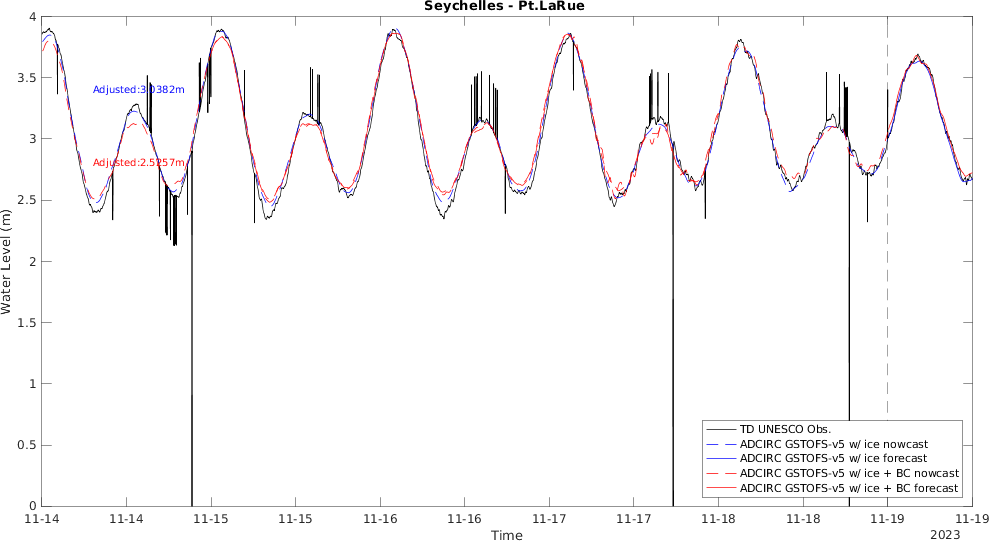 Seychelles - Pt.LaRue
4
3.5
3
2.5
2
1.5
1
0.5
0
Water Level (m)
Adjusted:3.0382m
Adjusted:2.5257m
TD UNESCO Obs.
ADCIRC GSTOFS-v5 w/ ice nowcast
ADCIRC GSTOFS-v5 w/ ice forecast
ADCIRC GSTOFS-v5 w/ ice + BC nowcast
ADCIRC GSTOFS-v5 w/ ice + BC forecast
11-14 11-14 11-15 11-15 11-16 11-16 11-17 11-17 11-18 11-18 11-19 11-19
Time
2023